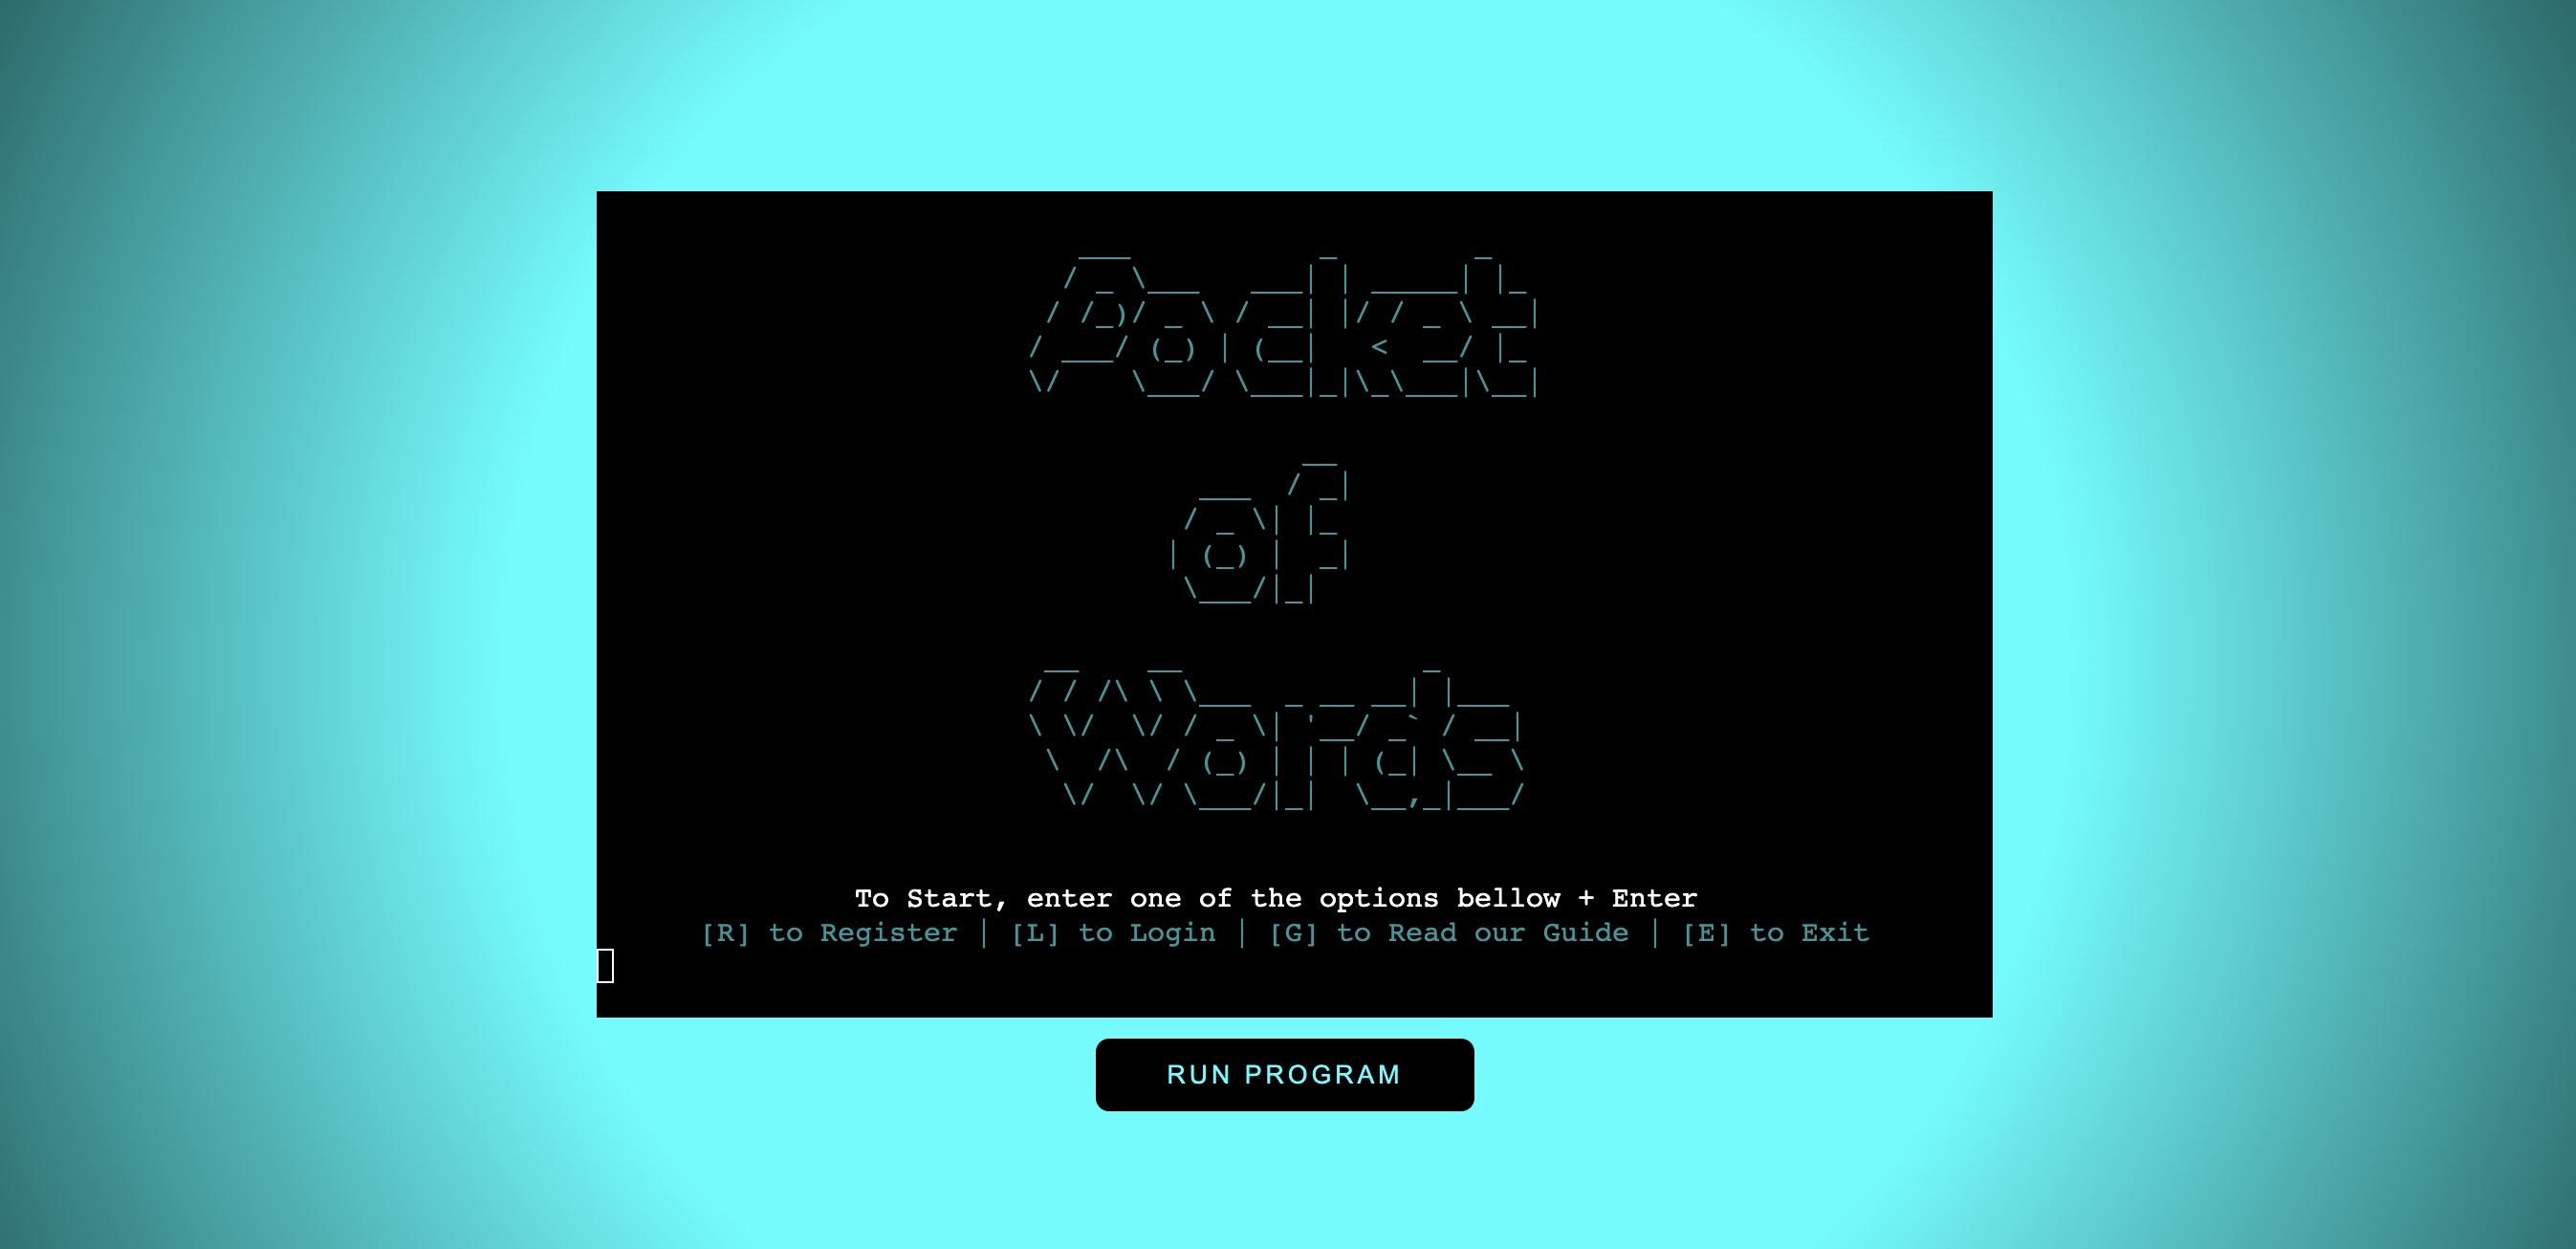 Pocket
of
Words
To Start, enter one of the options bellow + Enter
[R] to Register | [L] to Login | [G] to Read our Guide | [E] to Exit
RUN PROGRAM